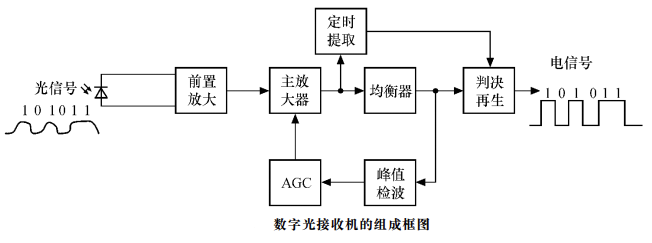 定时
提取
光信号
1 0 1 0 1 1
前置
放大
主放
大器
均衡器
判决
再生
电信号
1 0 1 0 1 1
AGC
峰值
检波
数字光接收机的组成框图